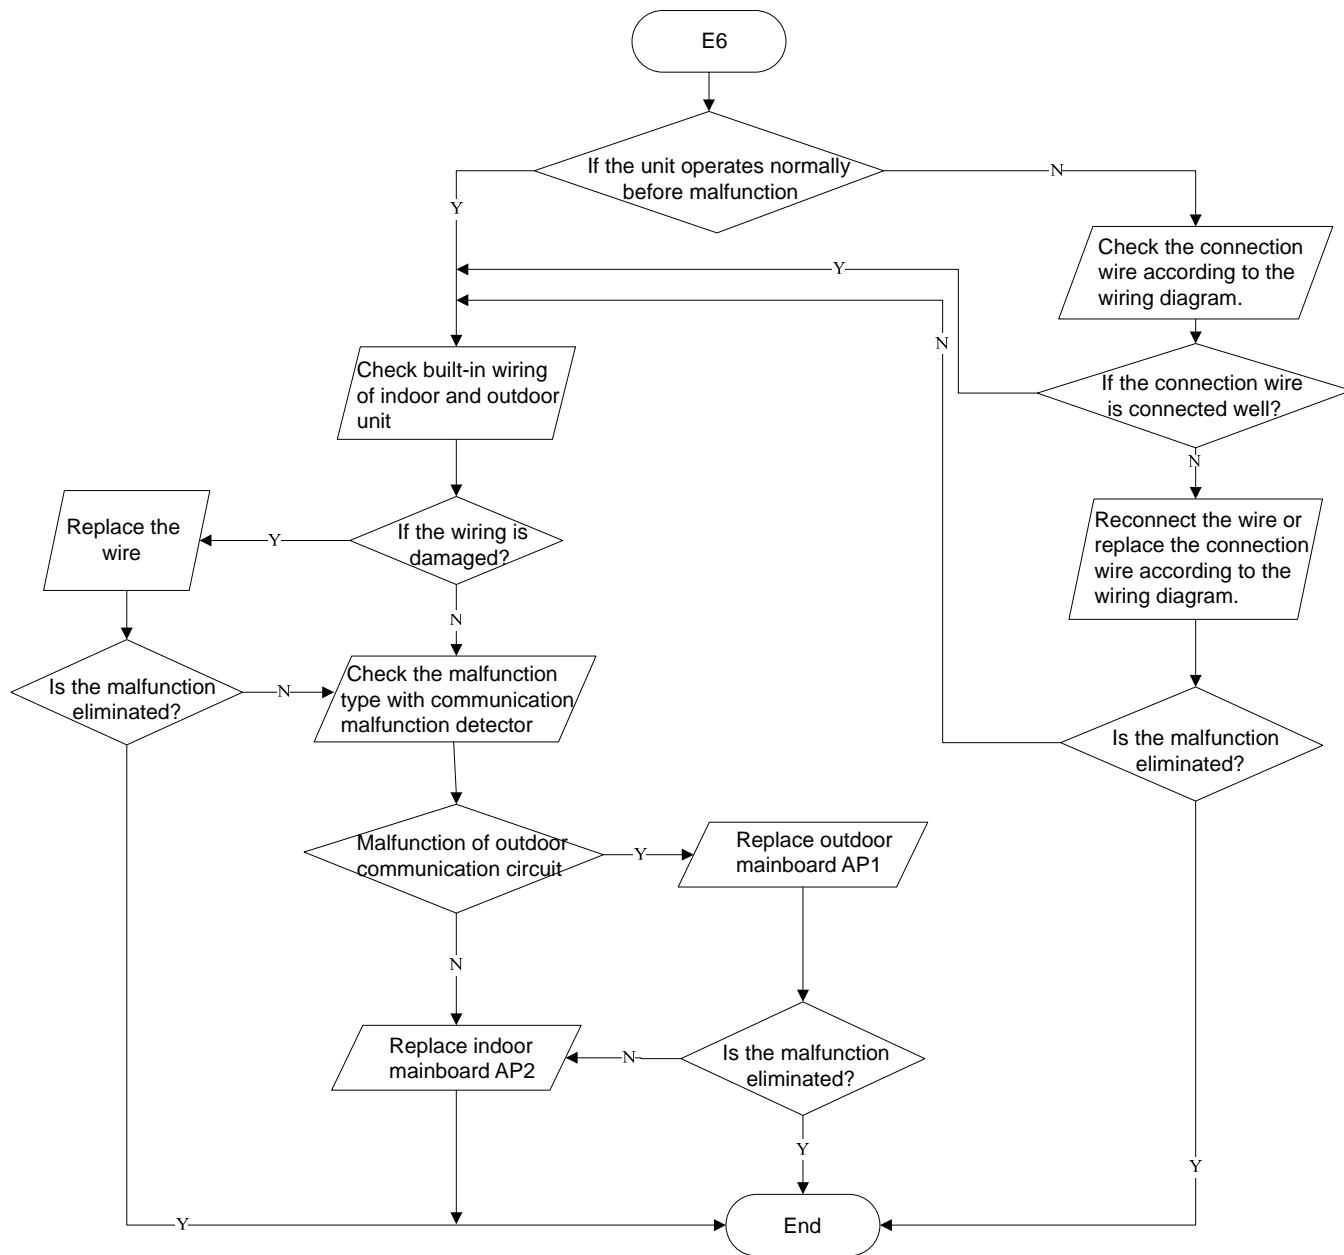 E6
If the unit operates normally
before malfunction
N
Y
Check the connection
wire according to the
wiring diagram.
Y
N
Check built-in wiring
of indoor and outdoor
unit
If the connection wire
is connected well?
N
Replace the
wire
Y
If the wiring is
damaged?
Reconnect the wire or
replace the connection
wire according to the
wiring diagram.
N
Is the malfunction
eliminated?
N
Check the malfunction
type with communication
malfunction detector
Is the malfunction
eliminated?
Malfunction of outdoor
communication circuit
Y
Replace outdoor
mainboard AP1
N
Replace indoor
mainboard AP2
N
Is the malfunction
eliminated?
Y
Y
Y
End